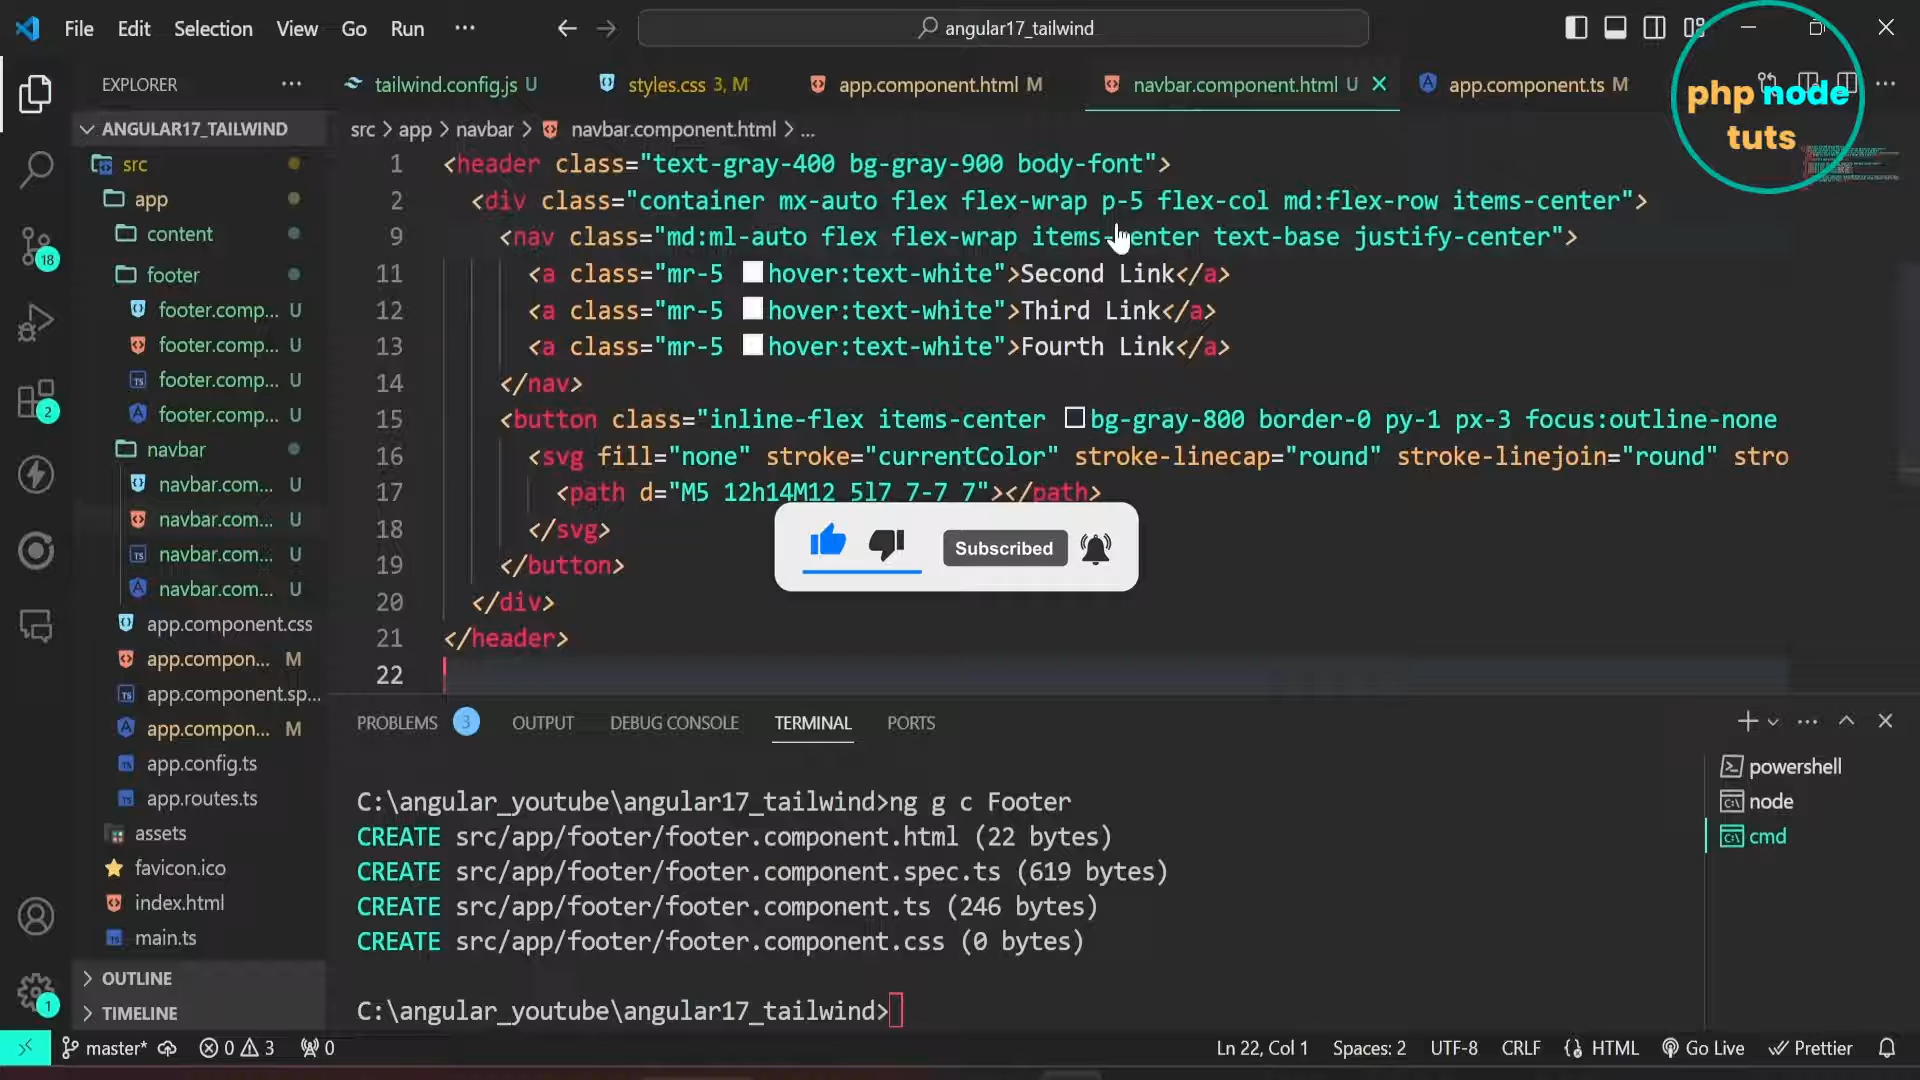 File Edit Selection View Go Run ...
angular17_tailwind
php node
tuts
EXPLORER ...
tailwind.config.js U
styles.css 3, M
app.component.html M
navbar.component.html U
app.component.ts M
ANGULAR17_TAILWIND
src > app > navbar > navbar.component.html > ...
src
app
content
footer
footer.comp... U
footer.comp... U
footer.comp... U
footer.comp... U
navbar
navbar.com... U
navbar.com... U
navbar.com... U
navbar.com... U
app.component.css
app.compon... M
app.component.sp...
app.compon... M
app.config.ts
app.routes.ts
assets
favicon.ico
index.html
main.ts
OUTLINE
TIMELINE
18
2
1
1 <header class="text-gray-400 bg-gray-900 body-font">
2 <div class="container mx-auto flex flex-wrap p-5 flex-col md:flex-row items-center">
9 <nav class="md:ml-auto flex flex-wrap items-center text-base justify-center">
11 <a class="mr-5 hover:text-white">Second Link</a>
12 <a class="mr-5 hover:text-white">Third Link</a>
13 <a class="mr-5 hover:text-white">Fourth Link</a>
14 </nav>
15 <button class="inline-flex items-center bg-gray-800 border-0 py-1 px-3 focus:outline-none
16 <svg fill="none" stroke="currentColor" stroke-linecap="round" stroke-linejoin="round" stro
17 <path d="M5 12h14M12 5l7 7-7 7"></path>
18 </svg>
19 </button>
20 </div>
21 </header>
22
Subscribed
PROBLEMS 3 OUTPUT DEBUG CONSOLE TERMINAL PORTS
C:\angular_youtube\angular17_tailwind>ng g c Footer
CREATE src/app/footer/footer.component.html (22 bytes)
CREATE src/app/footer/footer.component.spec.ts (619 bytes)
CREATE src/app/footer/footer.component.ts (246 bytes)
CREATE src/app/footer/footer.component.css (0 bytes)
C:\angular_youtube\angular17_tailwind>
powershell
node
cmd
master* 0 3 0 Ln 22, Col 1 Spaces: 2 UTF-8 CRLF HTML Go Live Prettier